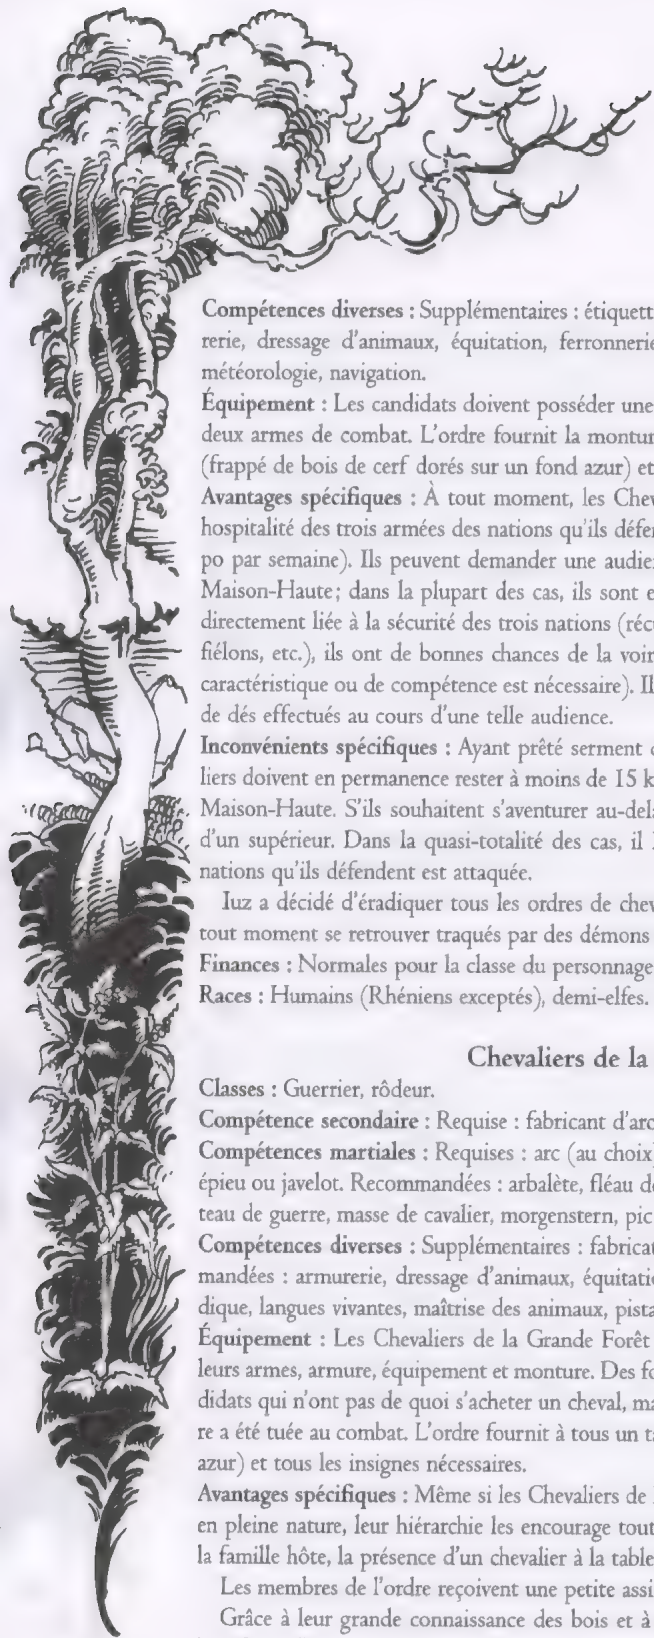 Compétences diverses : Supplémentaires : étiquett
rerie, dressage d'animaux, équitation, ferronnerie
météorologie, navigation.
Équipement : Les candidats doivent posséder une
deux armes de combat. L'ordre fournit la montur
(frappé de bois de cerf dorés sur un fond azur) et
Avantages spécifiques : À tout moment, les Chev
hospitalité des trois armées des nations qu'ils défen
po par semaine). Ils peuvent demander une audien
Maison-Haute; dans la plupart des cas, ils sont e
directement liée à la sécurité des trois nations (récu
fiélons, etc.), ils ont de bonnes chances de la voir
caractéristique ou de compétence est nécessaire). Il
de dés effectués au cours d'une telle audience.
Inconvénients spécifiques : Ayant prêté serment d
liers doivent en permanence rester à moins de 15 k
Maison-Haute. S'ils souhaitent s'aventurer au-del
d'un supérieur. Dans la quasi-totalité des cas, il
nations qu'ils défendent est attaquée.
Iuz a décidé d'éradiquer tous les ordres de chev
tout moment se retrouver traqués par des démons
Finances : Normales pour la classe du personnage
Races : Humains (Rhéniens exceptés), demi-elfes.
Chevaliers de la
Classes : Guerrier, rôdeur.
Compétence secondaire : Requise : fabricant d'arc
Compétences martiales : Requises : arc (au choix)
épieu ou javelot. Recommandées : arbalète, fléau de
teau de guerre, masse de cavalier, morgenstern, pic
Compétences diverses : Supplémentaires : fabricat
mandées : armurerie, dressage d'animaux, équitatio
dique, langues vivantes, maîtrise des animaux, pista
Équipement : Les Chevaliers de la Grande Forêt
leurs armes, armure, équipement et monture. Des fo
didats qui n'ont pas de quoi s'acheter un cheval, ma
re a été tuée au combat. L'ordre fournit à tous un ta
azur) et tous les insignes nécessaires.
Avantages spécifiques : Même si les Chevaliers de
en pleine nature, leur hiérarchie les encourage tout
la famille hôte, la présence d'un chevalier à la table
Les membres de l'ordre reçoivent une petite assi
Grâce à leur grande connaissance des bois et à